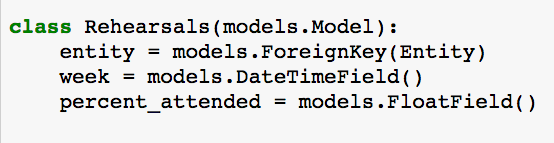 class Rehearsals(models.Model):
    entity = models.ForeignKey(Entity)
    week = models.DateTimeField()
    percent_attended = models.FloatField()